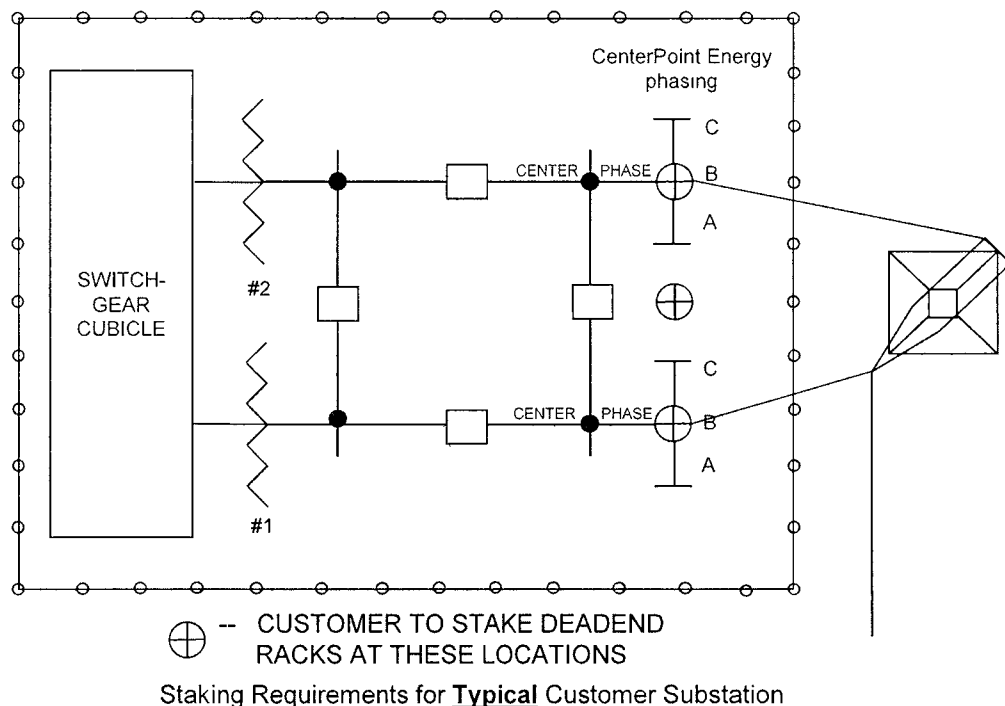 CenterPoint Energy
phasing
C
CENTER PHASE B
A
SWITCH-
GEAR
CUBICLE
#2
C
CENTER PHASE B
A
#1
-- CUSTOMER TO STAKE DEADEND
RACKS AT THESE LOCATIONS
Staking Requirements for Typical Customer Substation